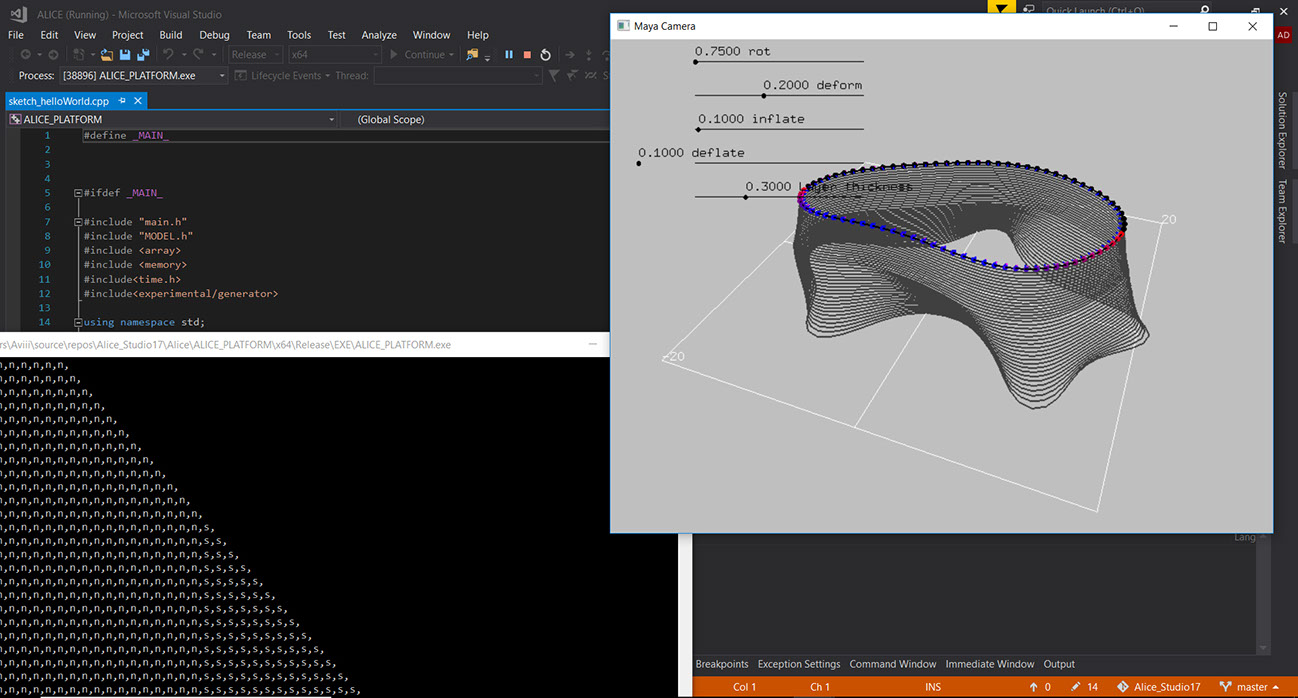 ALICE (Running) - Microsoft Visual Studio
Quick Launch (Ctrl+Q)
File Edit View Project Build Debug Team Tools Test Analyze Window Help
AD
Release x64 Continue
Process: [38896] ALICE_PLATFORM.exe Lifecycle Events Thread:
sketch_helloWorld.cpp
ALICE_PLATFORM (Global Scope)
1 #define _MAIN_
2
3
4
5 #ifdef _MAIN_
6
7 #include "main.h"
8 #include "MODEL.h"
9 #include <array>
10 #include <memory>
11 #include<time.h>
12 #include<experimental/generator>
13
14 using namespace std;
Maya Camera
0.7500 rot
0.2000 deform
0.1000 inflate
0.1000 deflate
0.3000 layer thickness
20
-20
Solution Explorer
Team Explorer
rs\Aviii\source\repos\Alice_Studio17\Alice\ALICE_PLATFORM\x64\Release\EXE\ALICE_PLATFORM.exe
n,n,n,n,n,n,
n,n,n,n,n,n,n,
n,n,n,n,n,n,n,n,
n,n,n,n,n,n,n,n,n,
n,n,n,n,n,n,n,n,n,n,
n,n,n,n,n,n,n,n,n,n,n,
n,n,n,n,n,n,n,n,n,n,n,n,
n,n,n,n,n,n,n,n,n,n,n,n,n,
n,n,n,n,n,n,n,n,n,n,n,n,n,n,
n,n,n,n,n,n,n,n,n,n,n,n,n,n,n,
n,n,n,n,n,n,n,n,n,n,n,n,n,n,n,n,
n,n,n,n,n,n,n,n,n,n,n,n,n,n,n,n,n,
n,n,n,n,n,n,n,n,n,n,n,n,n,n,n,n,n,s,
n,n,n,n,n,n,n,n,n,n,n,n,n,n,n,n,n,s,s,
n,n,n,n,n,n,n,n,n,n,n,n,n,n,n,n,n,s,s,s,
n,n,n,n,n,n,n,n,n,n,n,n,n,n,n,n,n,s,s,s,s,
n,n,n,n,n,n,n,n,n,n,n,n,n,n,n,n,n,s,s,s,s,s,
n,n,n,n,n,n,n,n,n,n,n,n,n,n,n,n,n,s,s,s,s,s,s,
n,n,n,n,n,n,n,n,n,n,n,n,n,n,n,n,n,s,s,s,s,s,s,s,
n,n,n,n,n,n,n,n,n,n,n,n,n,n,n,n,n,s,s,s,s,s,s,s,s,
n,n,n,n,n,n,n,n,n,n,n,n,n,n,n,n,n,s,s,s,s,s,s,s,s,s,
n,n,n,n,n,n,n,n,n,n,n,n,n,n,n,n,n,s,s,s,s,s,s,s,s,s,s,
n,n,n,n,n,n,n,n,n,n,n,n,n,n,n,n,n,s,s,s,s,s,s,s,s,s,s,s,
n,n,n,n,n,n,n,n,n,n,n,n,n,n,n,n,n,s,s,s,s,s,s,s,s,s,s,s,s,
n,n,n,n,n,n,n,n,n,n,n,n,n,n,n,n,n,s,s,s,s,s,s,s,s,s,s,s,s,s,
Lang
Breakpoints Exception Settings Command Window Immediate Window Output
Col 1 Ch 1 INS 0 14 Alice_Studio17 master